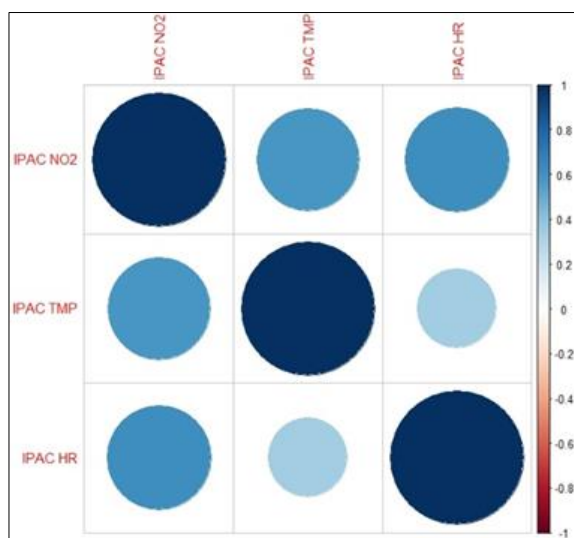 IPAC NO2
IPAC TMP
IPAC HR
IPAC NO2
IPAC TMP
IPAC HR
1
0.8
0.6
0.4
0.2
0
-0.2
-0.4
-0.6
-0.8
-1